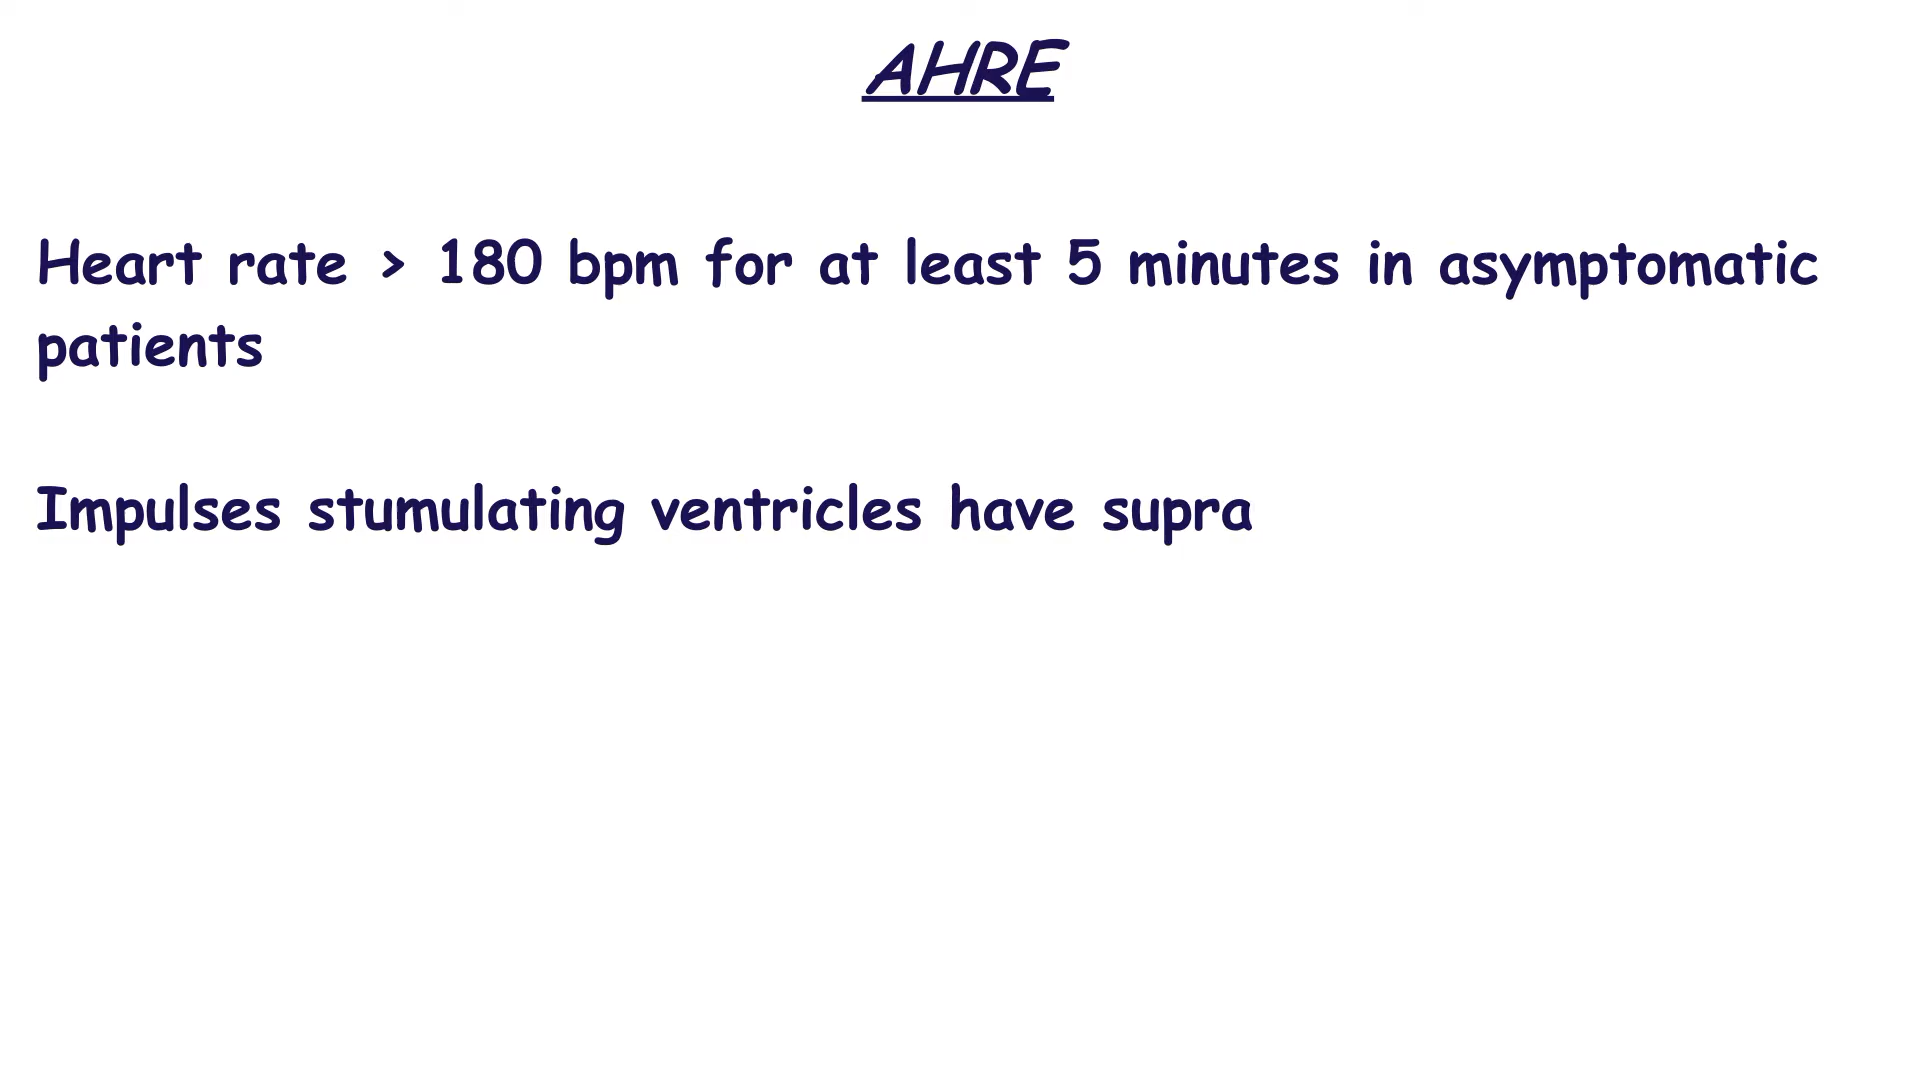 AHRE
Heart rate > 180 bpm for at least 5 minutes in asymptomatic
patients
Impulses stumulating ventricles have supra